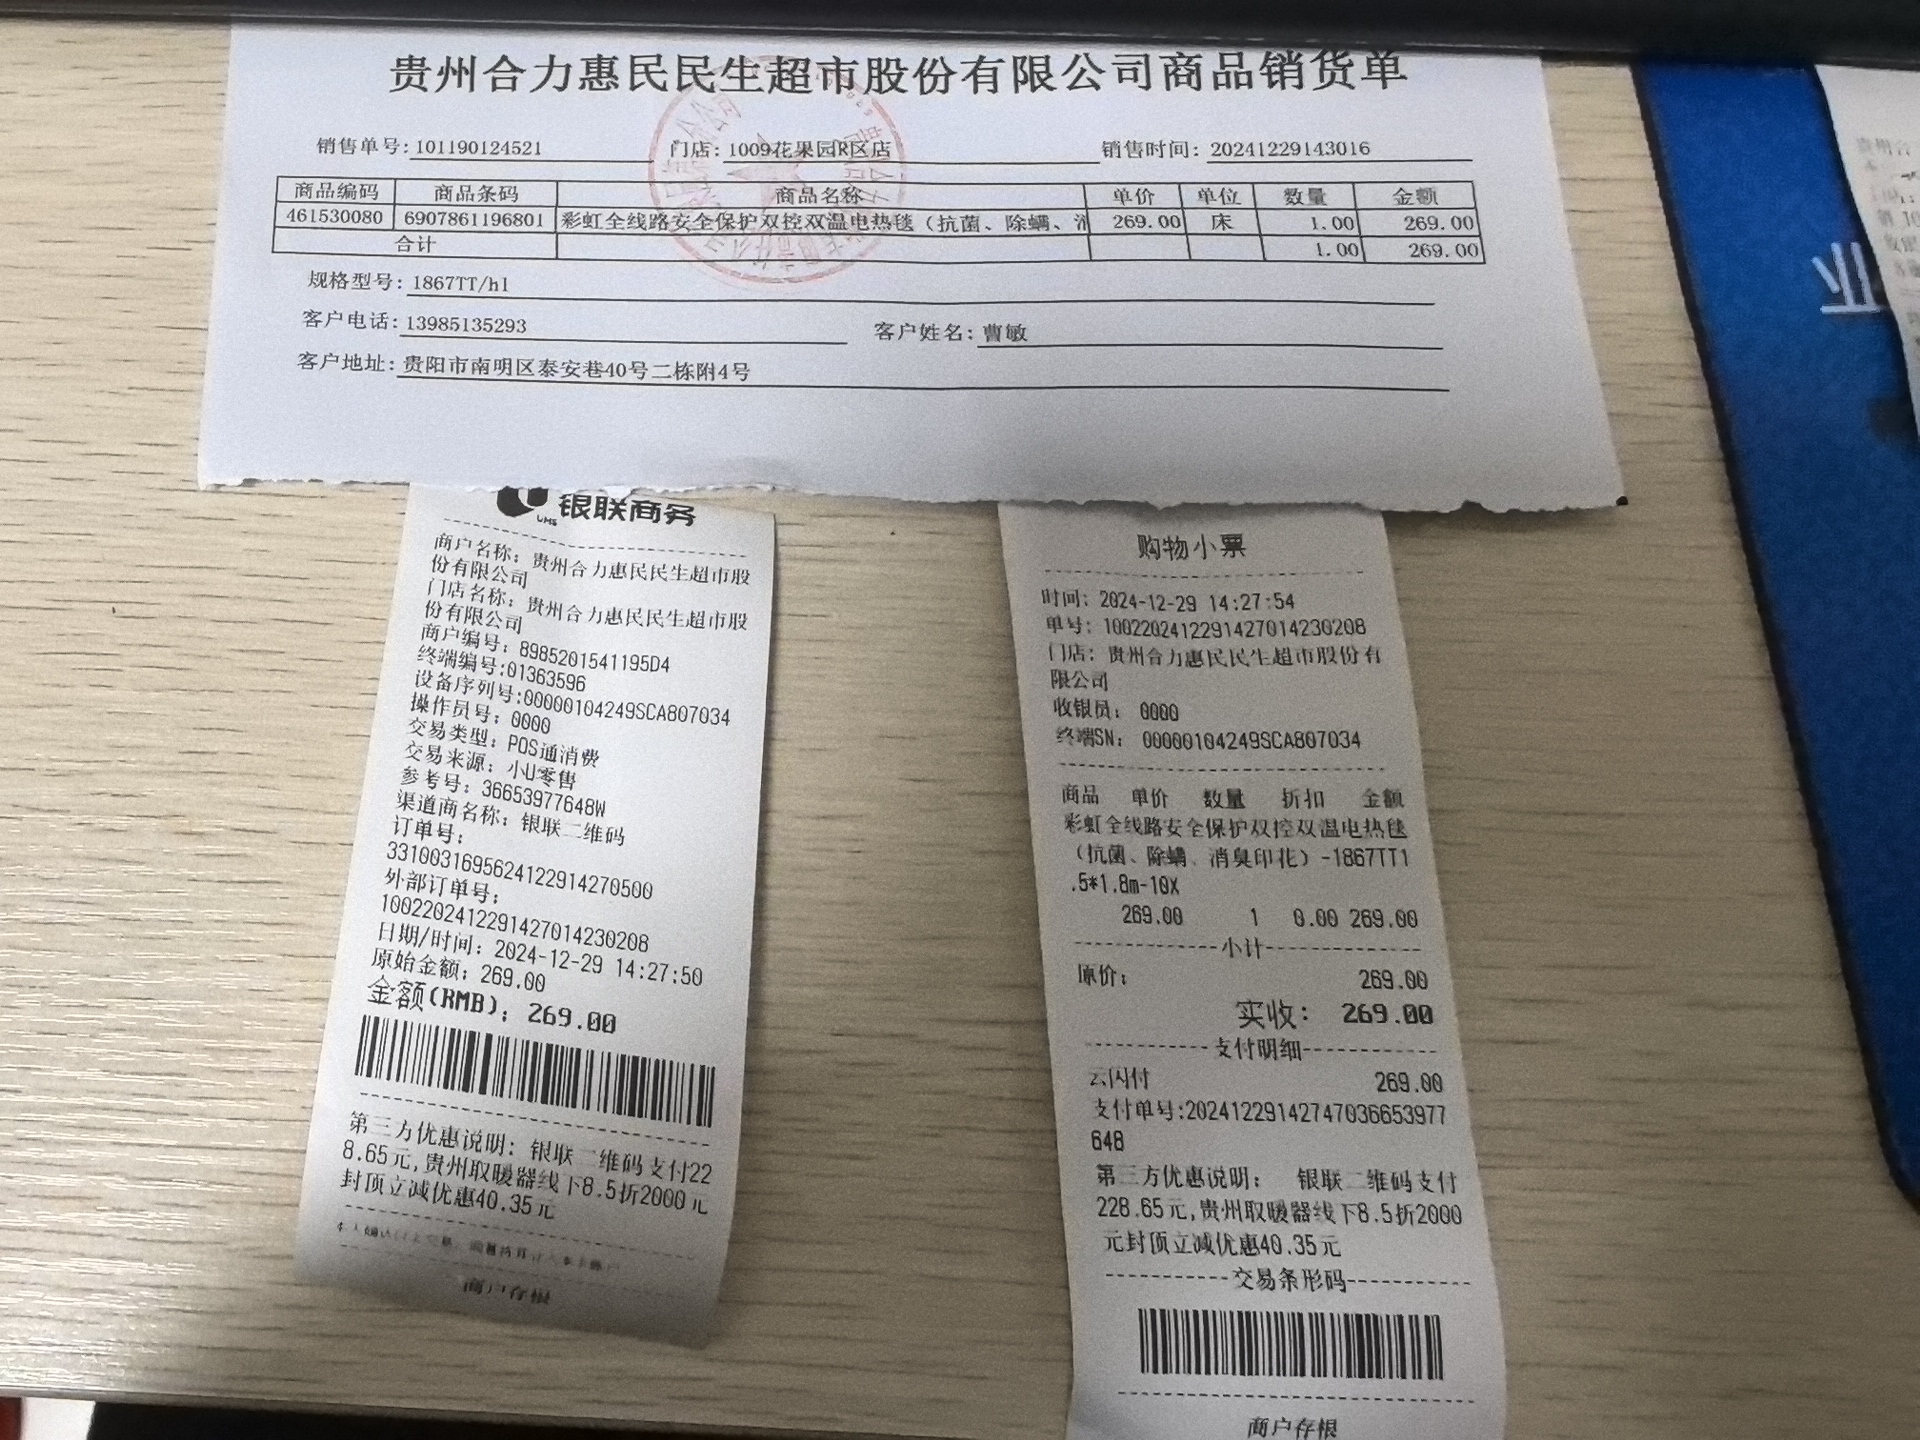 贵州合力惠民民生超市股份有限公司商品销货单
销售单号: 101190124521 门店: 1009花果园R区店 销售时间: 20241229143016
商品编码 商品条码 商品名称 单价 单位 数量 金额
461530080 6907861196801 彩虹全线路安全保护双控双温电热毯（抗菌、除螨、消 269.00 床 1.00 269.00
合计 1.00 269.00
规格型号: 1867TT/h1
客户电话: 13985135293 客户姓名: 曹敏
客户地址: 贵阳市南明区泰安巷40号二栋附4号
银联商务
UMS
商户名称: 贵州合力惠民民生超市股
份有限公司
门店名称: 贵州合力惠民民生超市股
份有限公司
商户编号: 8985201541195D4
终端编号:01363596
设备序列号:00000104249SCA807034
操作员号: 0000
交易类型: POS通消费
交易来源: 小U零售
参考号: 36653977648W
渠道商名称: 银联二维码
订单号:
33100316956241229142705​00
外部订单号:
10022024122914270142302​08
日期/时间: 2024-12-29 14:27:50
原始金额: 269.00
金额(RMB): 269.00
第三方优惠说明: 银联二维码支付22
8.65元,贵州取暖器线下8.5折2000元
封顶立减优惠40.35元
商户存根
购物小票
时间: 2024-12-29 14:27:54
单号: 1002202412291427014230208
门店: 贵州合力惠民民生超市股份有
限公司
收银员: 0000
终端SN: 00000104249SCA807034
商品 单价 数量 折扣 金额
彩虹全线路安全保护双控双温电热毯
（抗菌、除螨、消臭印花）-1867TT1
.5*1.8m-10X
269.00 1 0.00 269.00
小计
原价: 269.00
实收: 269.00
支付明细
云闪付 269.00
支付单号:20241229142747036653977
648
第三方优惠说明: 银联二维码支付
228.65元,贵州取暖器线下8.5折2000
元封顶立减优惠40.35元
交易条形码
商户存根
业